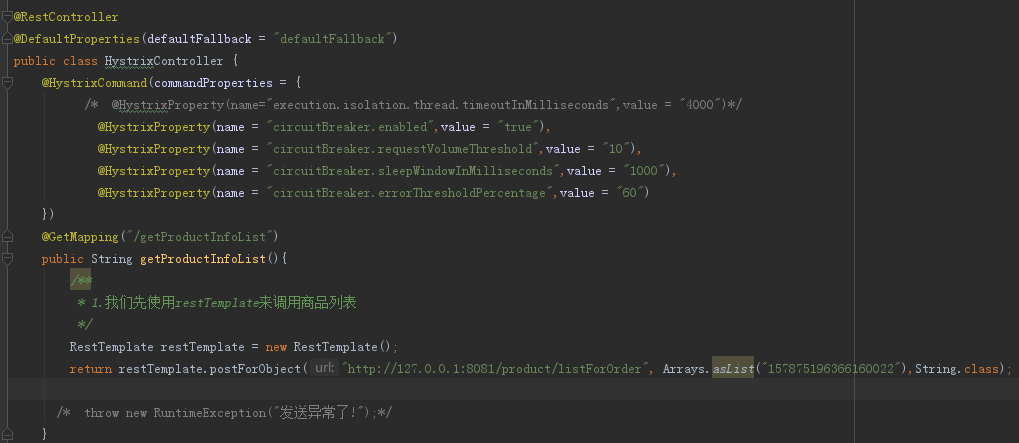 @RestController
@DefaultProperties(defaultFallback = "defaultFallback")
public class HystrixController {
    @HystrixCommand(commandProperties = {
          /*  @HystrixProperty(name="execution.isolation.thread.timeoutInMilliseconds",value = "4000")*/
            @HystrixProperty(name = "circuitBreaker.enabled",value = "true"),
            @HystrixProperty(name = "circuitBreaker.requestVolumeThreshold",value = "10"),
            @HystrixProperty(name = "circuitBreaker.sleepWindowInMilliseconds",value = "1000"),
            @HystrixProperty(name = "circuitBreaker.errorThresholdPercentage",value = "60")
    })
    @GetMapping("/getProductInfoList")
    public String getProductInfoList(){
        /**
         * 1.我们先使用restTemplate来调用商品列表
         */
        RestTemplate restTemplate = new RestTemplate();
        return restTemplate.postForObject( url: "http://127.0.0.1:8081/product/listForOrder", Arrays.asList("157875196366160022"),String.class);
      /*  throw new RuntimeException("发送异常了!");*/
    }